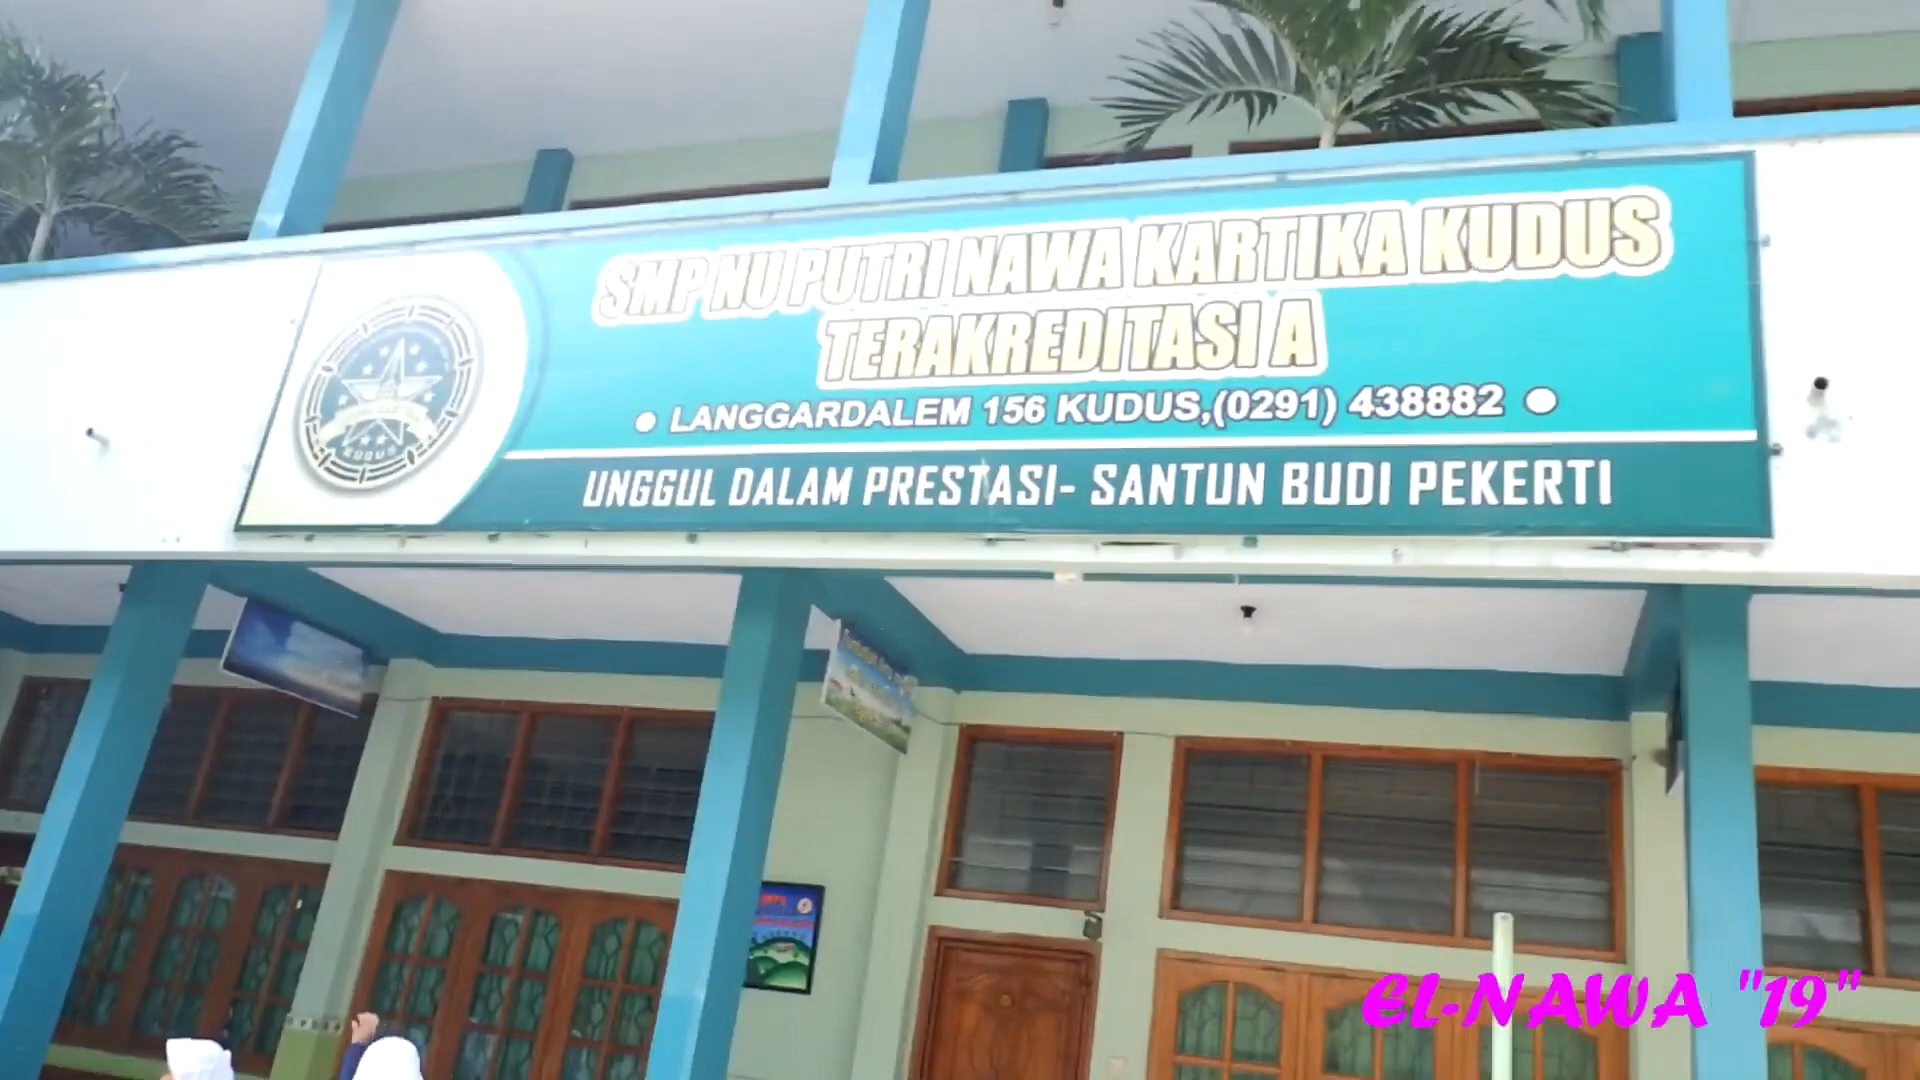 SMP NU PUTRI NAWA KARTIKA KUDUS
TERAKREDITASI A
LANGGARDALEM 156 KUDUS,(0291) 438882
UNGGUL DALAM PRESTASI- SANTUN BUDI PEKERTI
KUDUS
EL-NAWA "19"